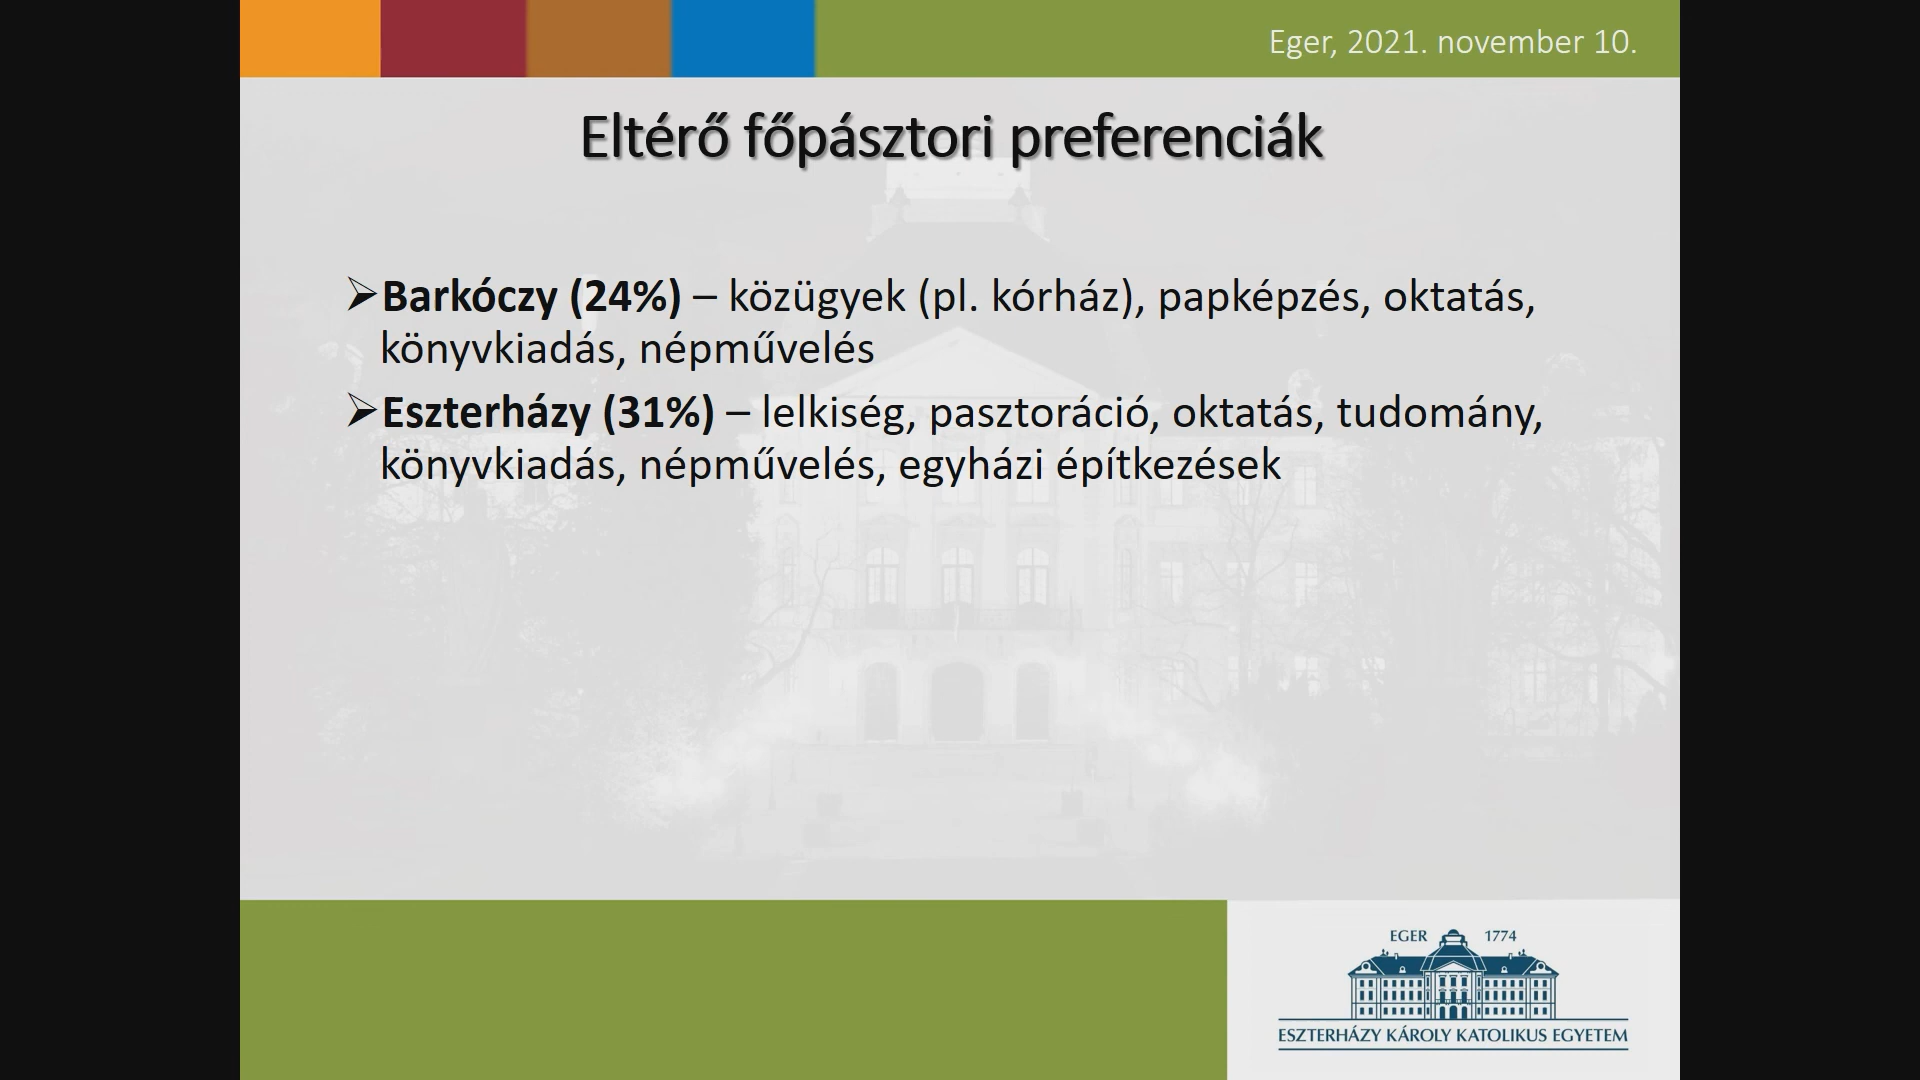 Eger, 2021. november 10.
Eltérő főpásztori preferenciák
➢Barkóczy (24%) – közügyek (pl. kórház), papképzés, oktatás,
könyvkiadás, népművelés
➢Eszterházy (31%) – lelkiség, pasztoráció, oktatás, tudomány,
könyvkiadás, népművelés, egyházi építkezések
EGER 1774
ESZTERHÁZY KÁROLY KATOLIKUS EGYETEM